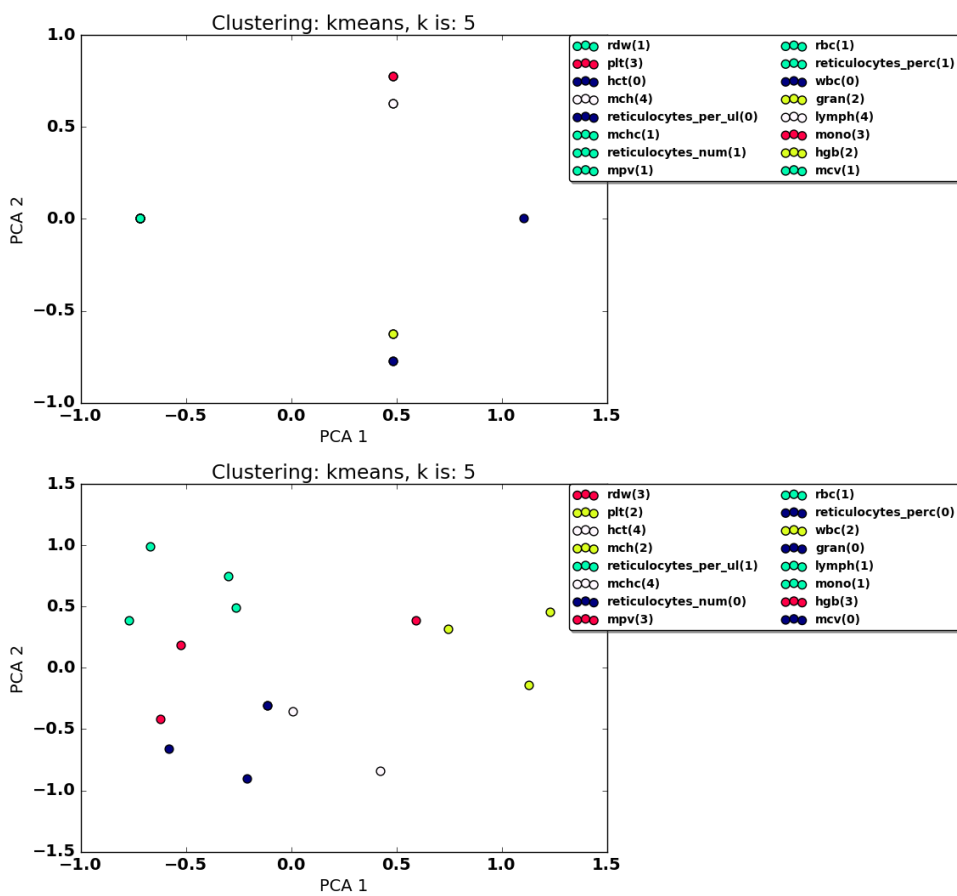 Clustering: kmeans, k is: 5
1.0
0.5
0.0
−0.5
−1.0
PCA 2
−1.0 −0.5 0.0 0.5 1.0 1.5
PCA 1
rdw(1) rbc(1)
plt(3) reticulocytes_perc(1)
hct(0) wbc(0)
mch(4) gran(2)
reticulocytes_per_ul(0) lymph(4)
mchc(1) mono(3)
reticulocytes_num(1) hgb(2)
mpv(1) mcv(1)
Clustering: kmeans, k is: 5
1.5
1.0
0.5
0.0
−0.5
−1.0
−1.5
PCA 2
−1.0 −0.5 0.0 0.5 1.0 1.5
PCA 1
rdw(3) rbc(1)
plt(2) reticulocytes_perc(0)
hct(4) wbc(2)
mch(2) gran(0)
reticulocytes_per_ul(1) lymph(1)
mchc(4) mono(1)
reticulocytes_num(0) hgb(3)
mpv(3) mcv(0)